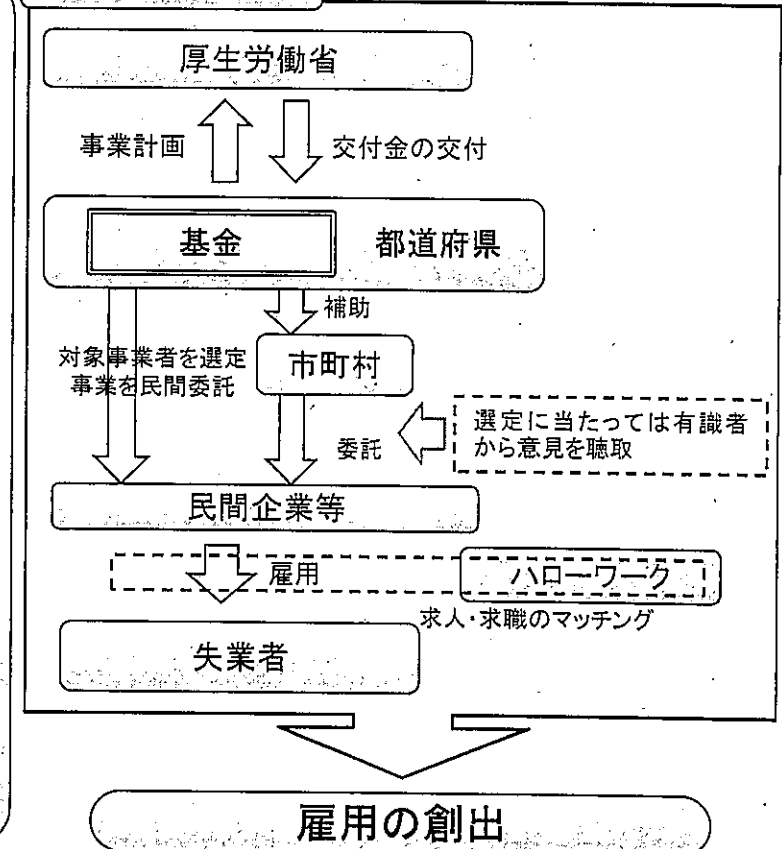 厚生労働省
事業計画
交付金の交付
基金
都道府県
補助
対象事業者を選定
事業を民間委託
市町村
委託
選定に当たっては有識者
から意見を聴取
民間企業等
雇用
ハローワーク
求人・求職のマッチング
失業者
雇用の創出